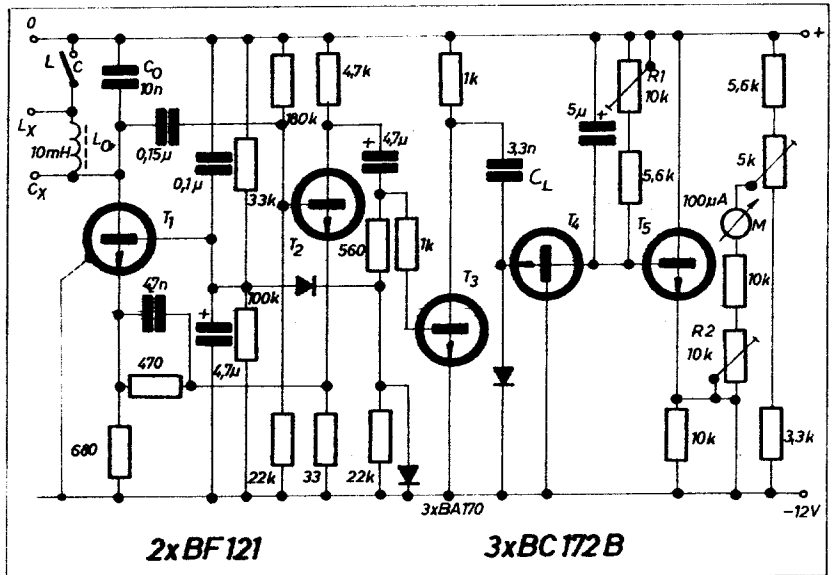 0
+
L
C
C0
10n
Lx
L0
10mH
Cx
0,15µ
0,1µ
33k
180k
4,7k
4,7µ
T1
T2
560
1k
1k
3,3n
CL
5µ
R1
10k
5,6k
5,6k
5k
100µA
M
T3
T4
T5
10k
R2
10k
47n
100k
4,7µ
470
680
22k
33
22k
10k
3,3k
3xBA170
-12V
2xBF121
3xBC172B